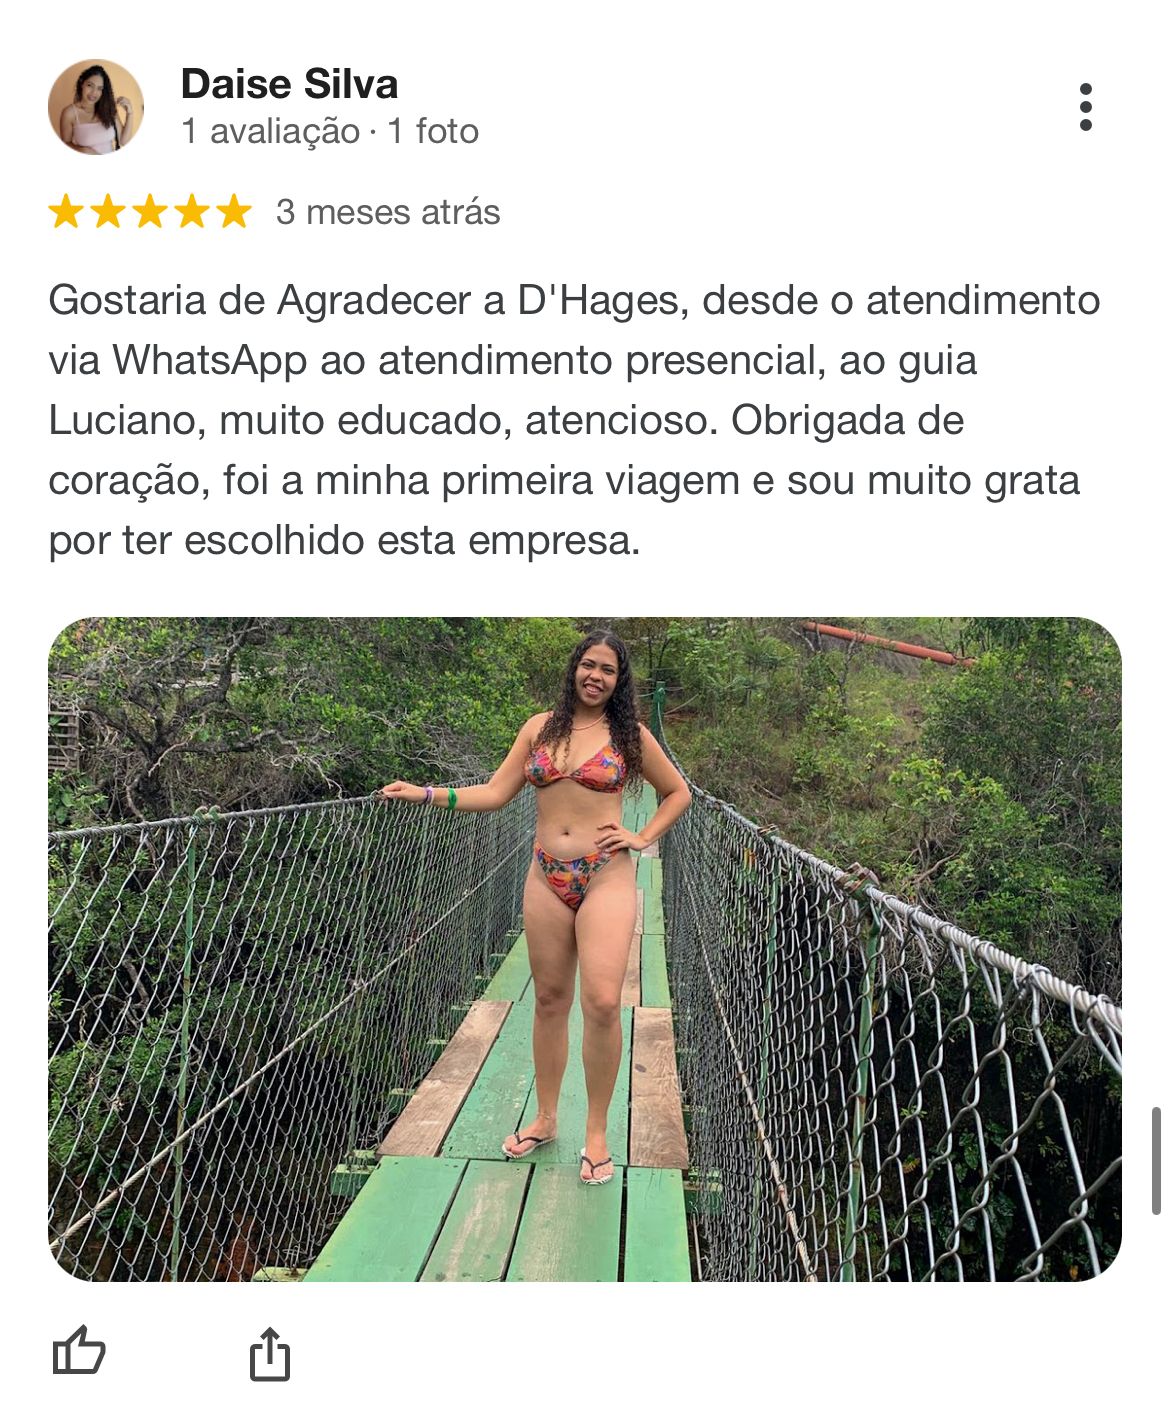 Daise Silva
1 avaliação · 1 foto
3 meses atrás
Gostaria de Agradecer a D'Hages, desde o atendimento
via WhatsApp ao atendimento presencial, ao guia
Luciano, muito educado, atencioso. Obrigada de
coração, foi a minha primeira viagem e sou muito grata
por ter escolhido esta empresa.